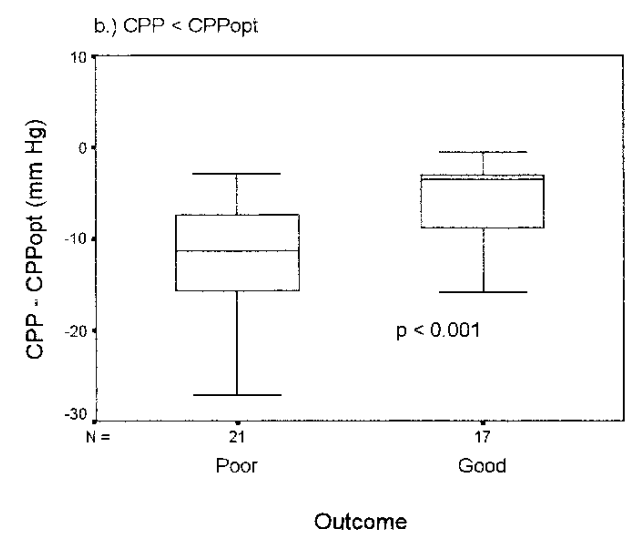 b.) CPP < CPPopt
10
0
-10
-20
-30
CPP - CPPopt (mm Hg)
p < 0.001
N = 21 17
Poor Good
Outcome